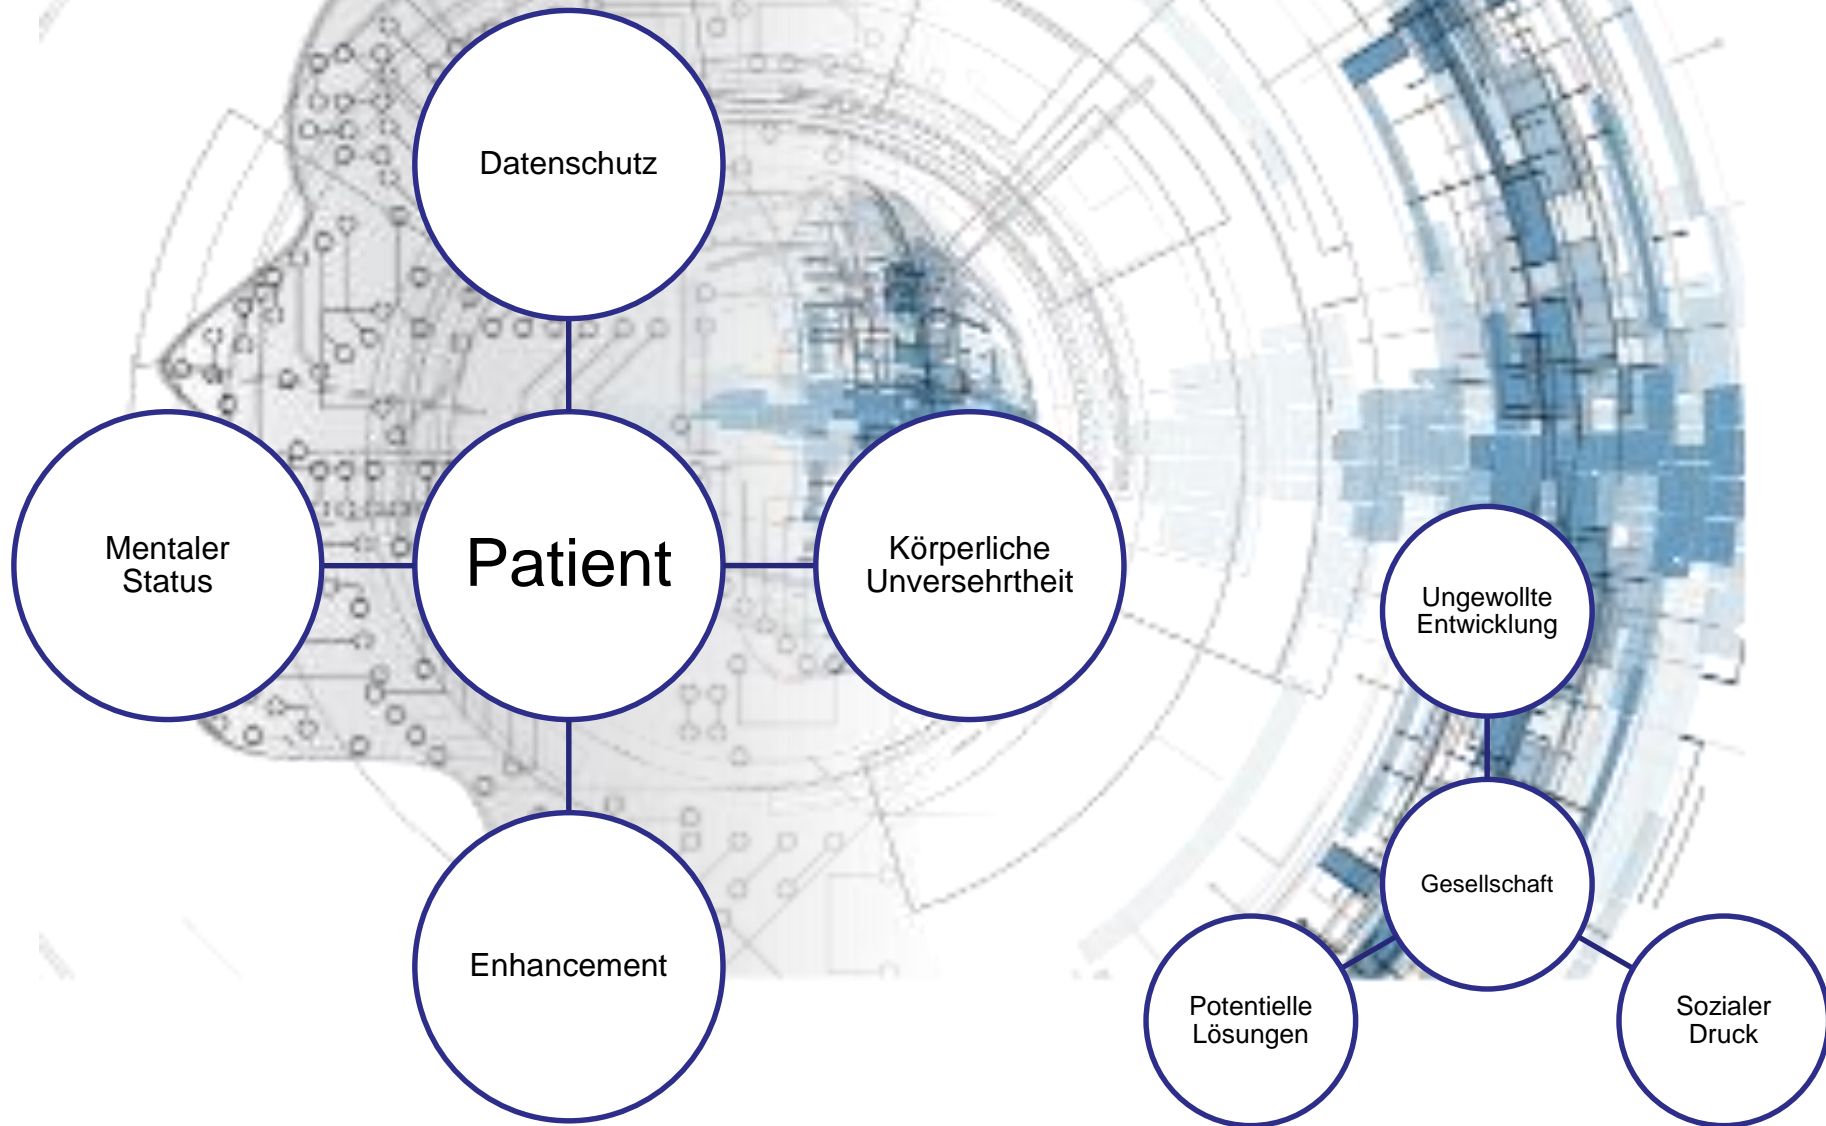 Datenschutz
Mentaler
Status
Patient
Körperliche
Unversehrtheit
Enhancement
Ungewollte
Entwicklung
Gesellschaft
Potentielle
Lösungen
Sozialer
Druck